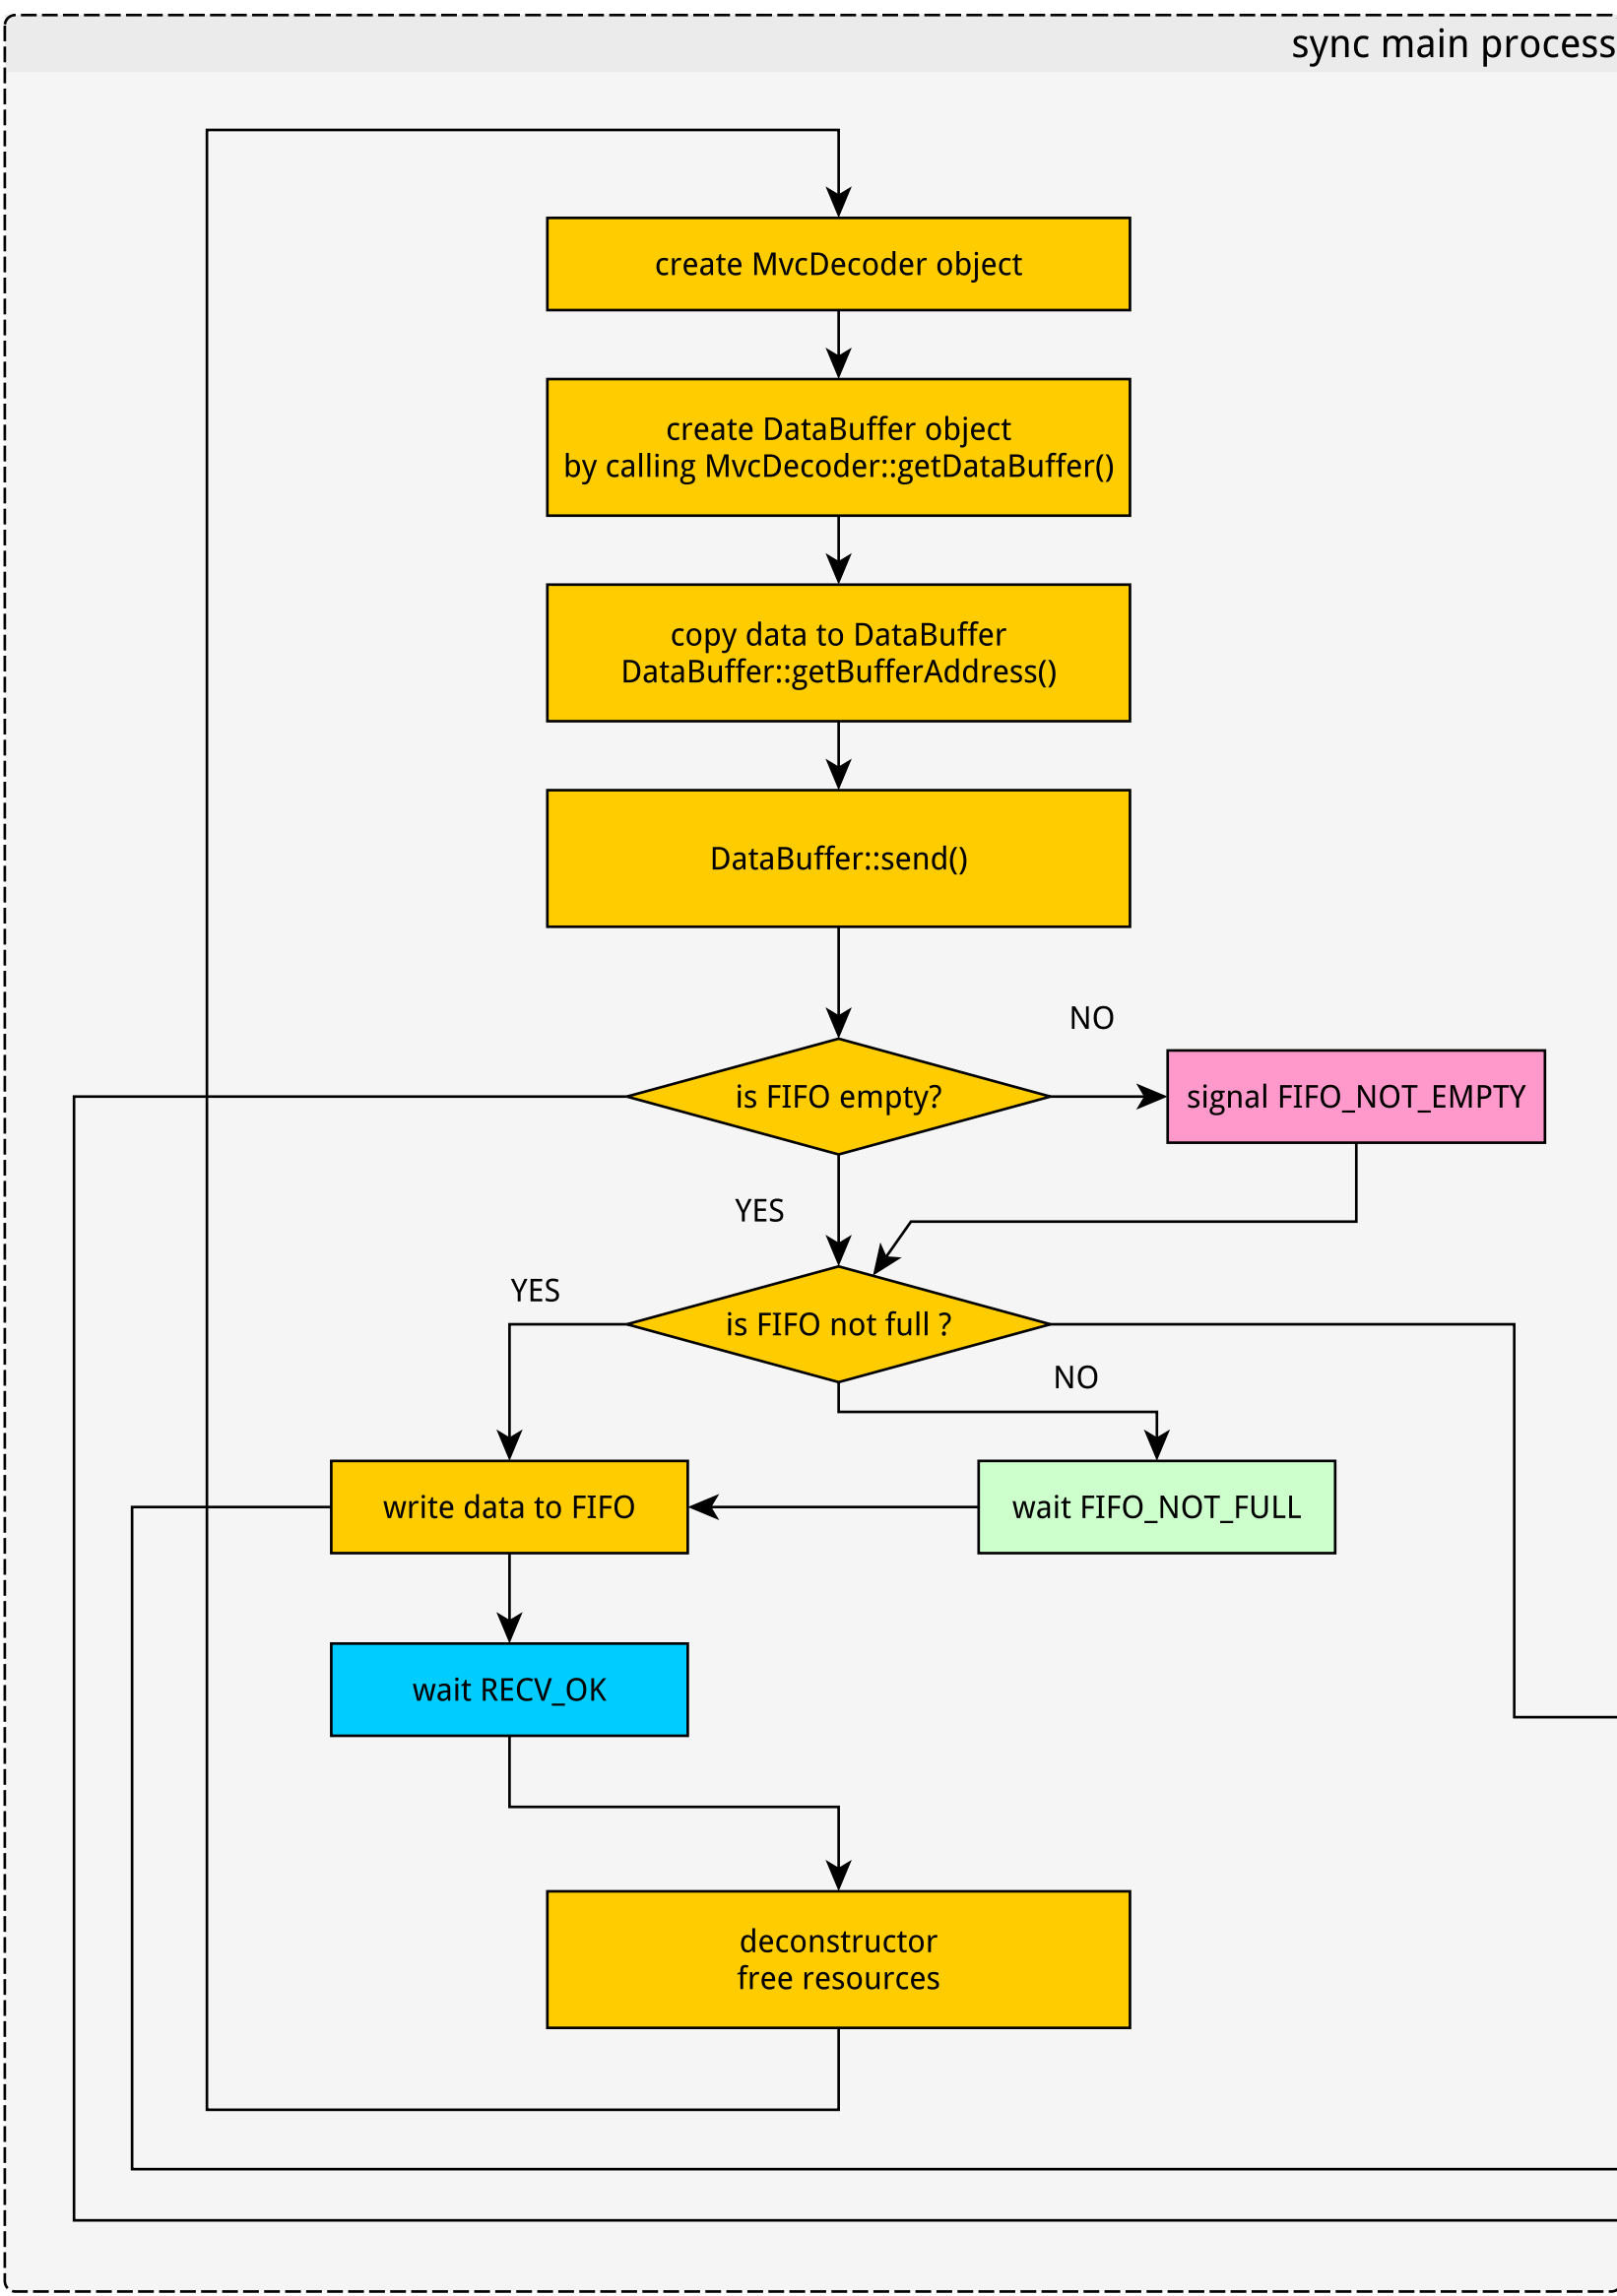 sync main process
create MvcDecoder object
create DataBuffer object
by calling MvcDecoder::getDataBuffer()
copy data to DataBuffer
DataBuffer::getBufferAddress()
DataBuffer::send()
NO
is FIFO empty?
signal FIFO_NOT_EMPTY
YES
YES
is FIFO not full ?
NO
write data to FIFO
wait FIFO_NOT_FULL
wait RECV_OK
deconstructor
free resources